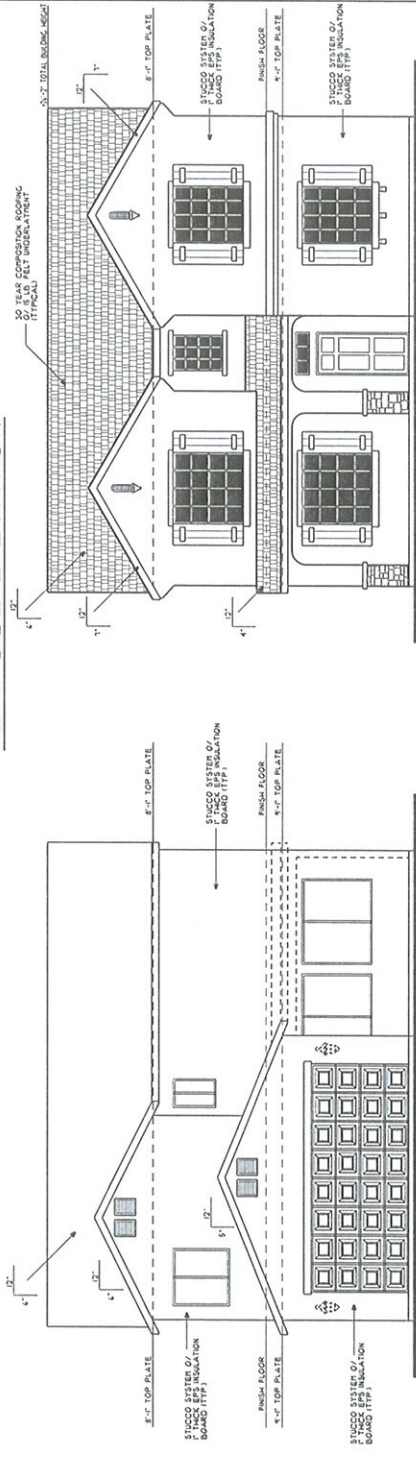 12"
4"
12"
4"
8'-1" TOP PLATE
8'-1" TOP PLATE
STUCCO SYSTEM O/
1" THICK EPS INSULATION
BOARD (TYP.)
STUCCO SYSTEM O/
1" THICK EPS INSULATION
BOARD (TYP.)
12"
5"
FINISH FLOOR
9'-1" TOP PLATE
FINISH FLOOR
9'-1" TOP PLATE
STUCCO SYSTEM O/
1" THICK EPS INSULATION
BOARD (TYP.)
30 YEAR COMPOSITION ROOFING
O/ 15 LB. FELT UNDERLAYMENT
(TYPICAL)
TOTAL BUILDING HEIGHT
12"
4"
12"
7"
12"
7"
8'-1" TOP PLATE
STUCCO SYSTEM O/
1" THICK EPS INSULATION
BOARD (TYP.)
12"
4"
FINISH FLOOR
9'-1" TOP PLATE
STUCCO SYSTEM O/
1" THICK EPS INSULATION
BOARD (TYP.)